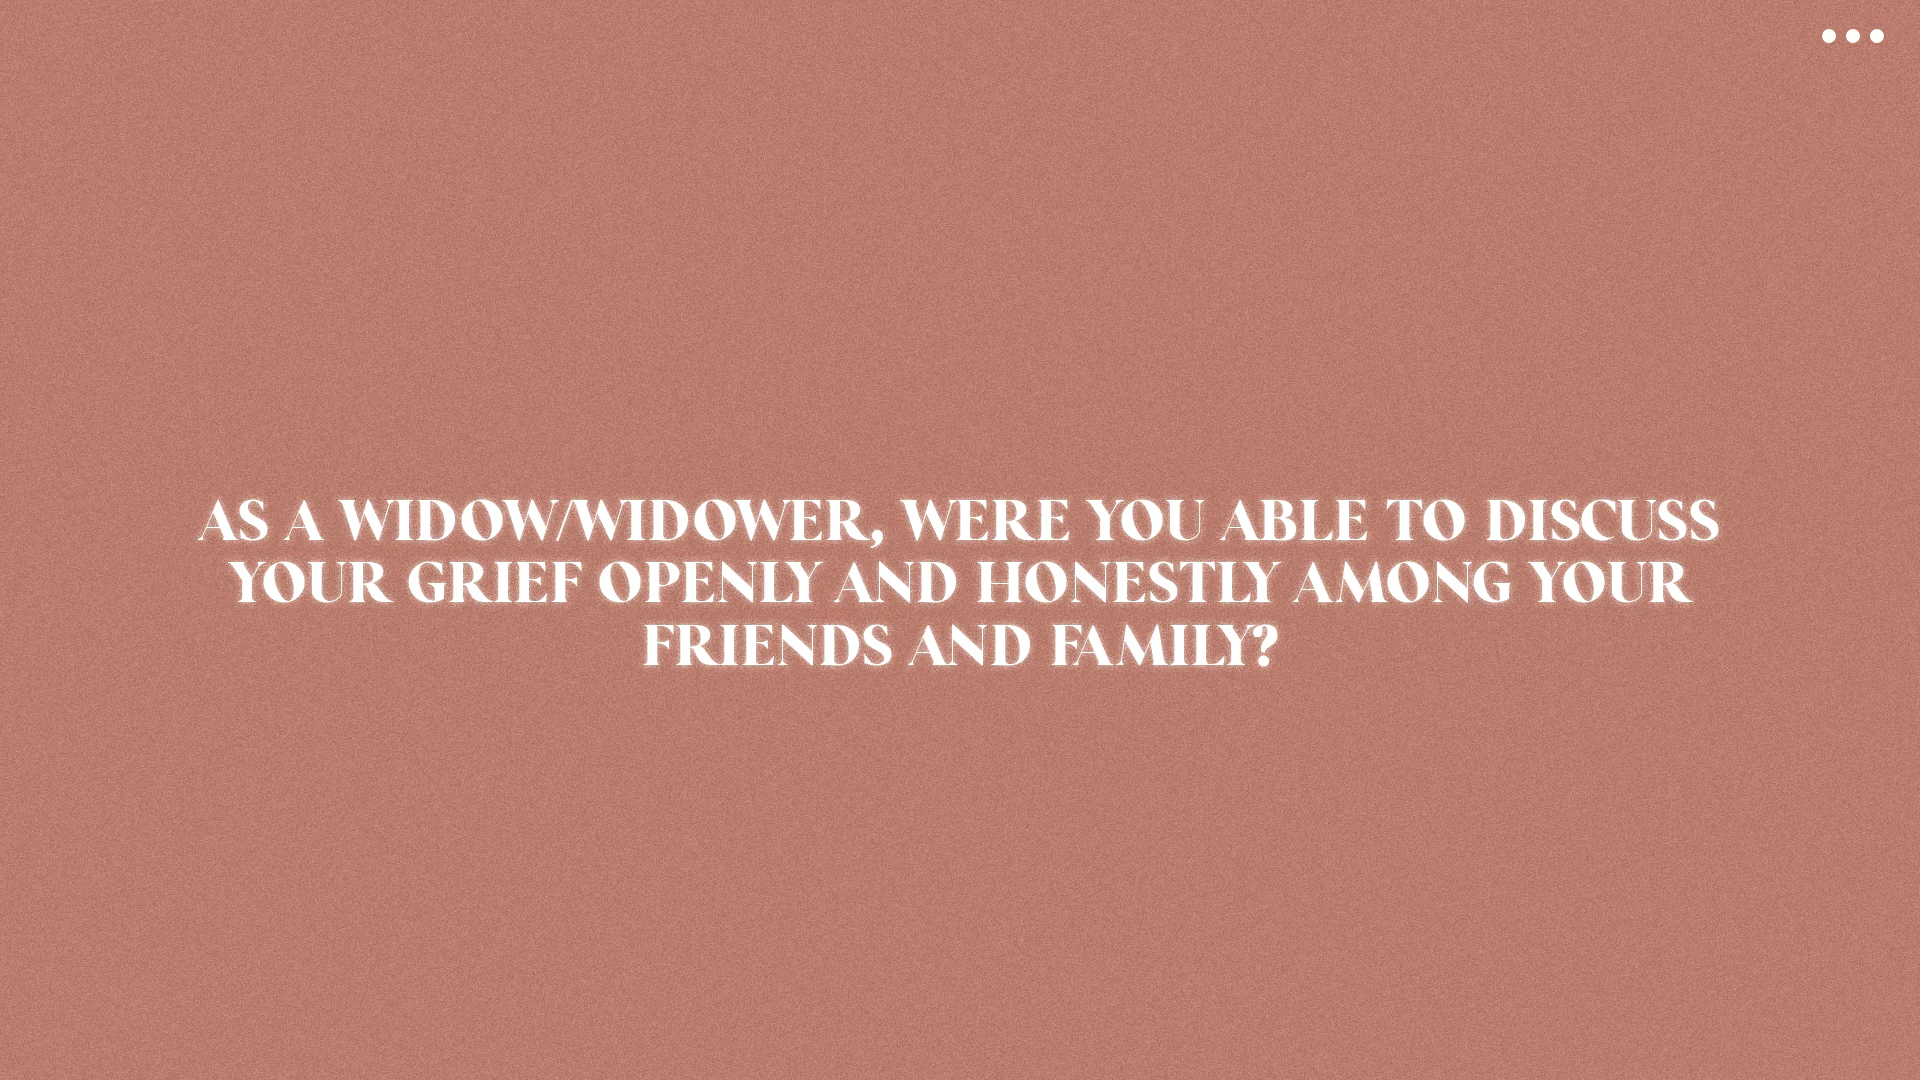 AS A WIDOW/WIDOWER, WERE YOU ABLE TO DISCUSS
YOUR GRIEF OPENLY AND HONESTLY AMONG YOUR
FRIENDS AND FAMILY?